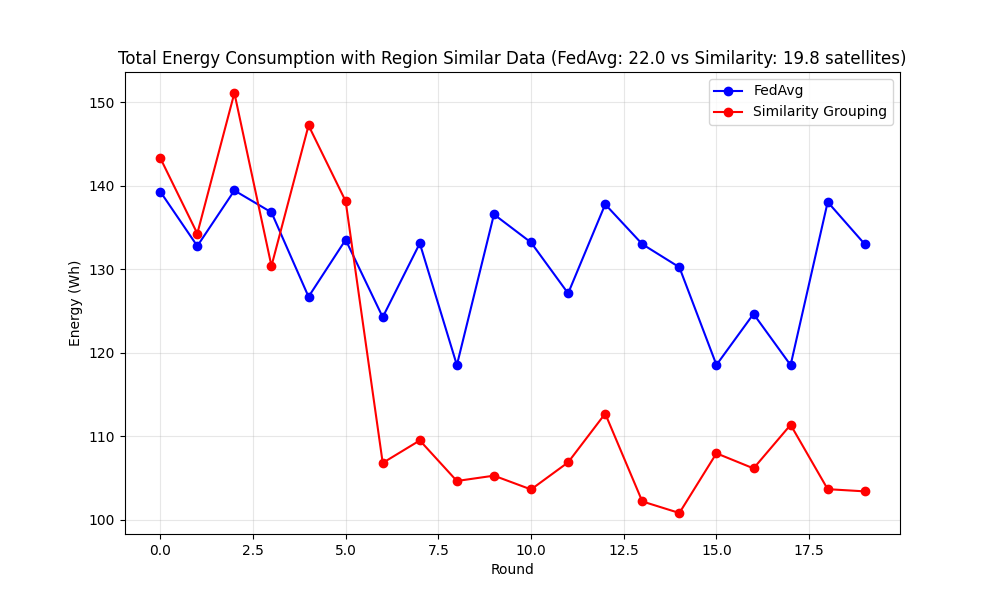 Total Energy Consumption with Region Similar Data (FedAvg: 22.0 vs Similarity: 19.8 satellites)
FedAvg
Similarity Grouping
Energy (Wh)
150
140
130
120
110
100
0.0 2.5 5.0 7.5 10.0 12.5 15.0 17.5
Round